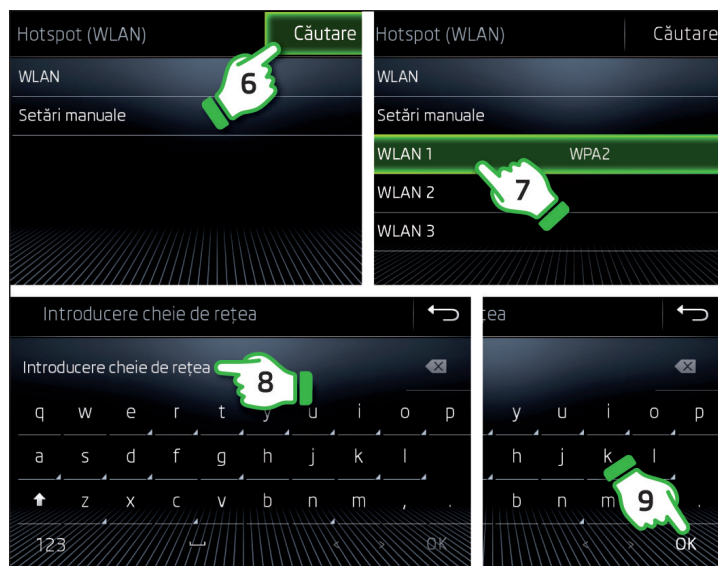 Hotspot (WLAN) Căutare
6
WLAN
Setări manuale
Hotspot (WLAN) Căutare
WLAN
Setări manuale
WLAN 1 WPA2
7
WLAN 2
WLAN 3
Introducere cheie de rețea
Introducere cheie de rețea
8
q w e r t y u i o p
a s d f g h j k l
z x c v b n m , .
123 < > OK
ea
y u i o p
h j k l
b n m .
9
< > OK